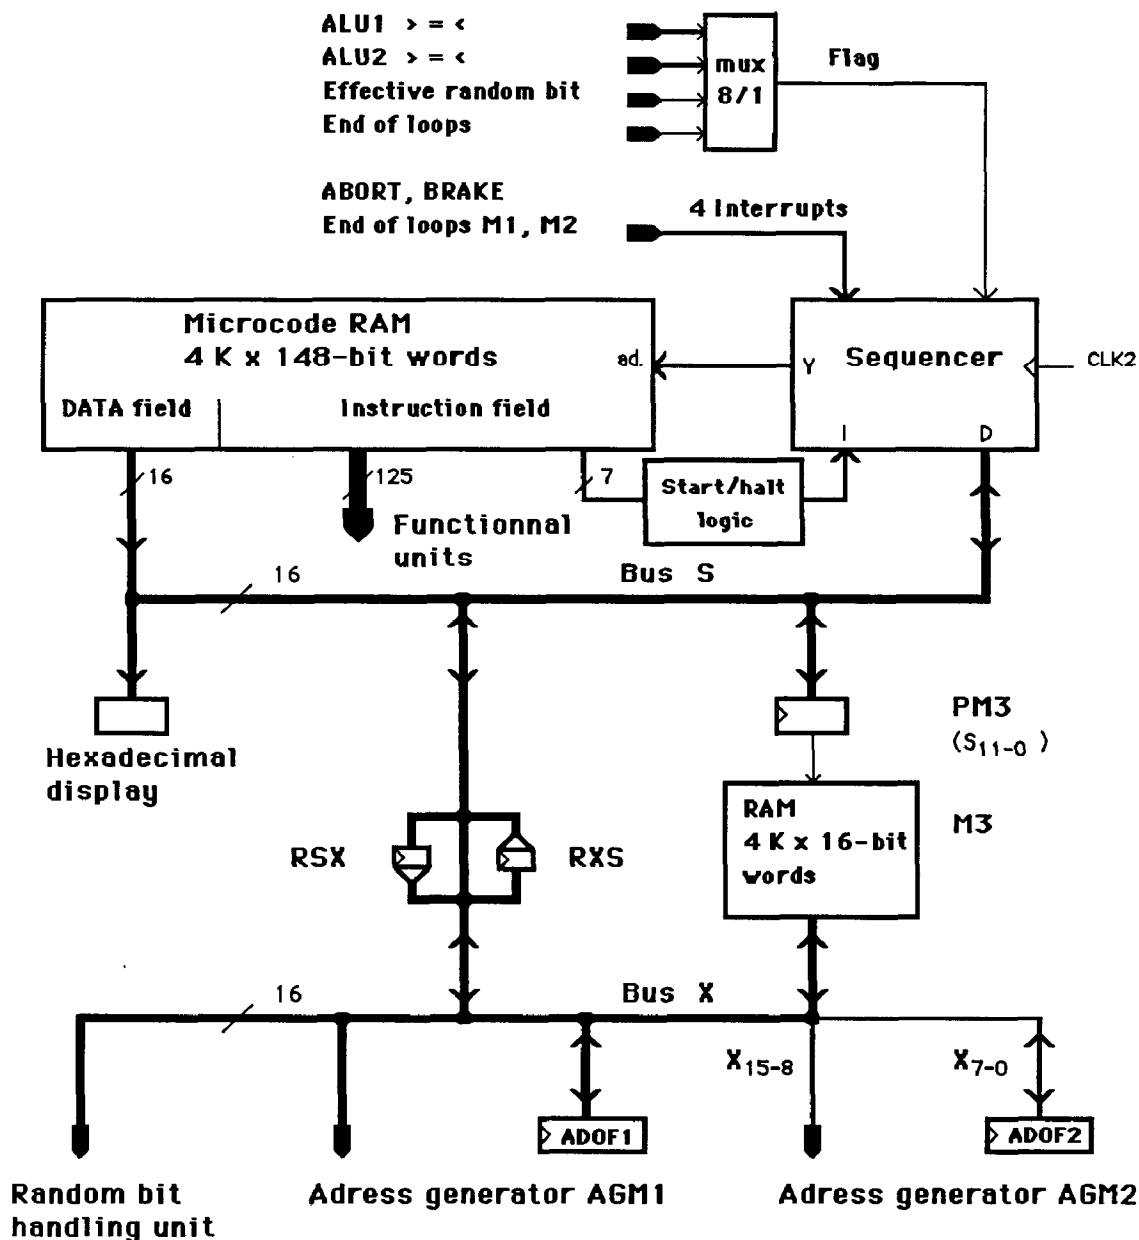 ALU1 > = <
ALU2 > = <
Effective random bit
End of loops
mux
8/1
Flag
ABORT, BRAKE
End of loops M1, M2
4 Interrupts
Microcode RAM
4 K x 148-bit words
ad.
DATA field
Instruction field
Y
Sequencer
CLK2
I
D
16
125
7
Start/halt
logic
Functionnal
units
16
Bus S
Hexadecimal
display
PM3
(S11-0 )
RSX
RXS
RAM
4 K x 16-bit
words
M3
16
Bus X
X15-8
X7-0
ADOF1
ADOF2
Random bit
handling unit
Adress generator AGM1
Adress generator AGM2